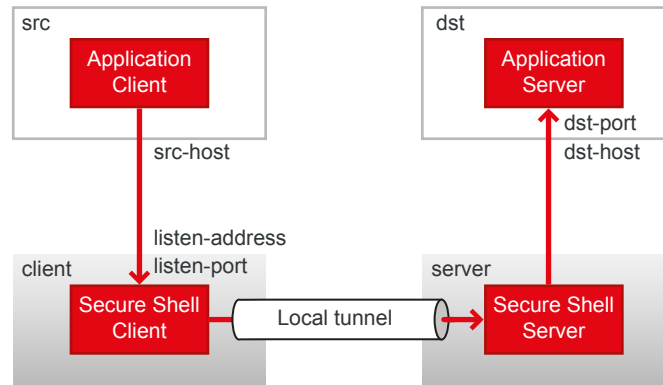 src
Application
Client
src-host
dst
Application
Server
dst-port
dst-host
listen-address
listen-port
client
Secure Shell
Client
Local tunnel
server
Secure Shell
Server